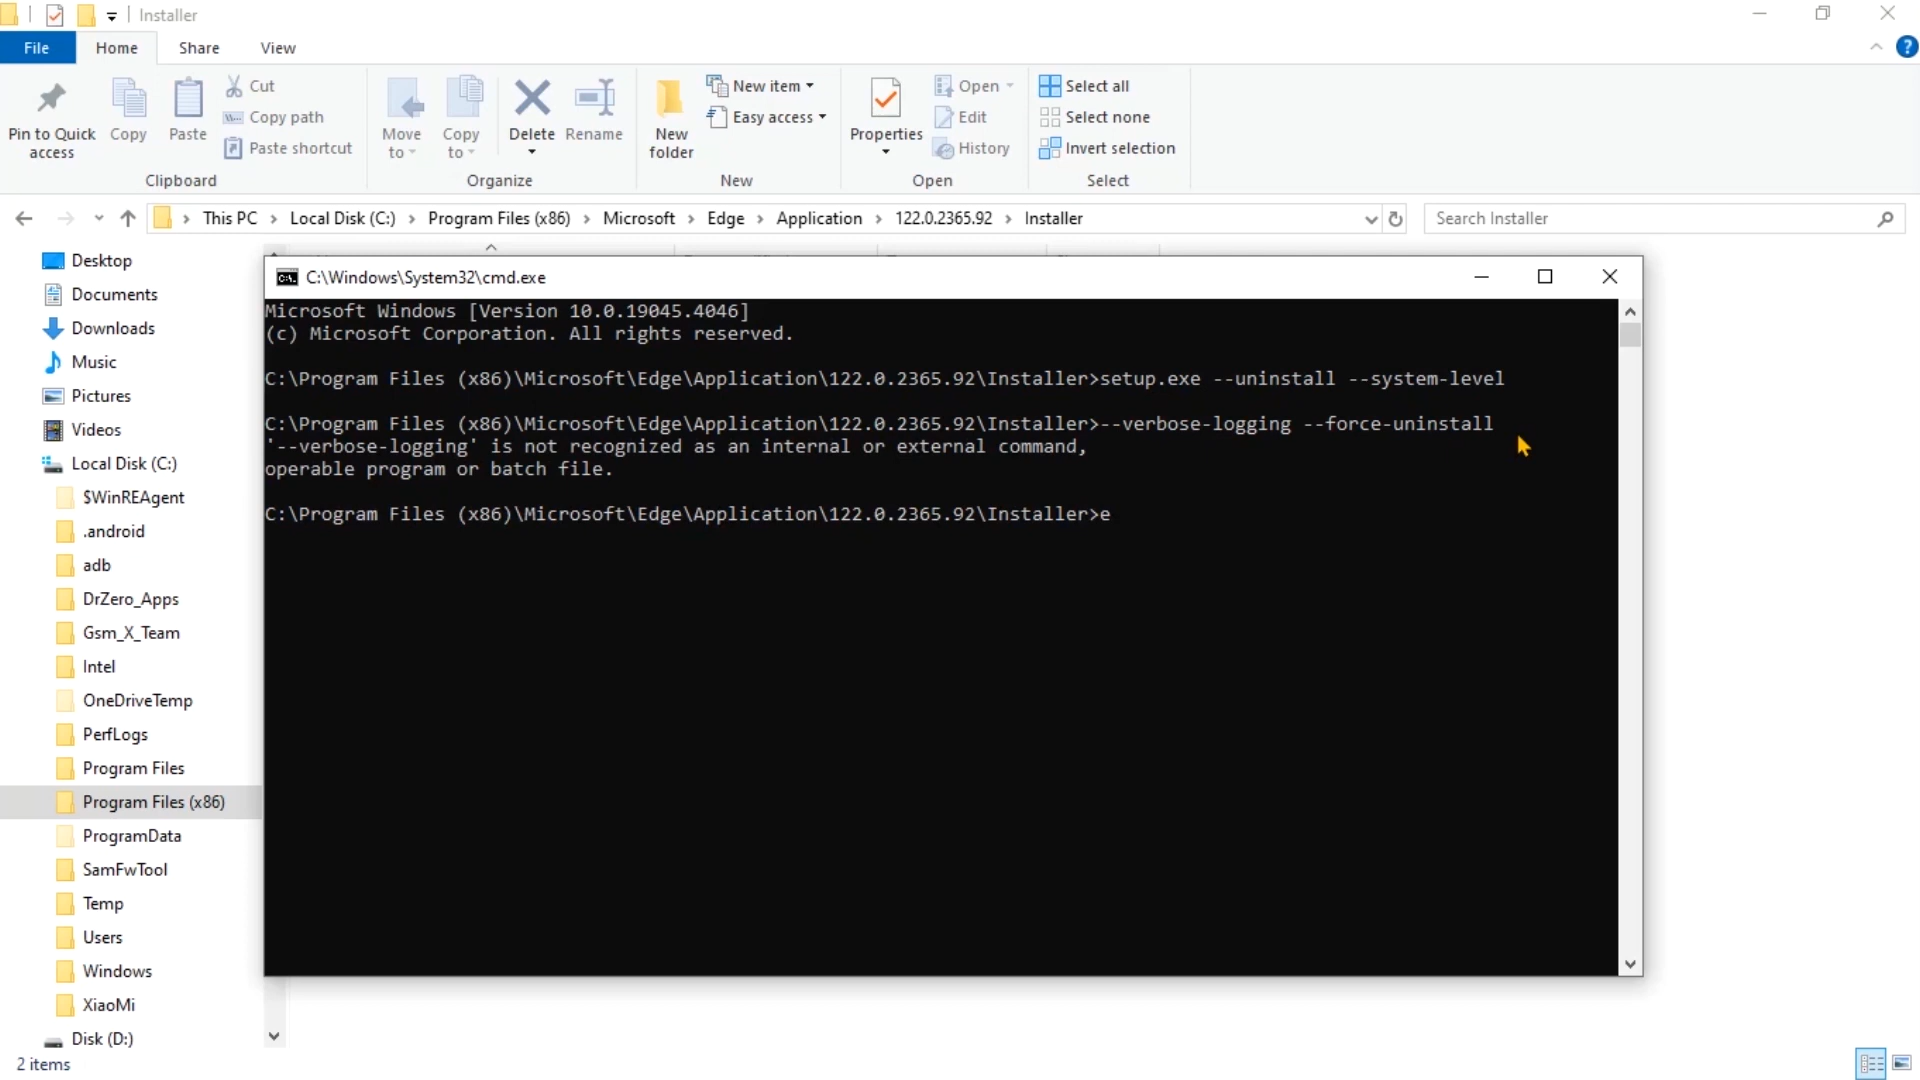 Installer
File Home Share View
Pin to Quick access
Copy
Paste
Cut
Copy path
Paste shortcut
Clipboard
Move to
Copy to
Delete
Rename
Organize
New folder
New item
Easy access
New
Properties
Open
Edit
History
Open
Select all
Select none
Invert selection
Select
This PC > Local Disk (C:) > Program Files (x86) > Microsoft > Edge > Application > 122.0.2365.92 > Installer
Search Installer
Desktop
Documents
Downloads
Music
Pictures
Videos
Local Disk (C:)
$WinREAgent
.android
adb
DrZero_Apps
Gsm_X_Team
Intel
OneDriveTemp
PerfLogs
Program Files
Program Files (x86)
ProgramData
SamFwTool
Temp
Users
Windows
XiaoMi
Disk (D:)
2 items
C:\Windows\System32\cmd.exe
Microsoft Windows [Version 10.0.19045.4046]
(c) Microsoft Corporation. All rights reserved.
C:\Program Files (x86)\Microsoft\Edge\Application\122.0.2365.92\Installer>setup.exe --uninstall --system-level
C:\Program Files (x86)\Microsoft\Edge\Application\122.0.2365.92\Installer>--verbose-logging --force-uninstall
'--verbose-logging' is not recognized as an internal or external command,
operable program or batch file.
C:\Program Files (x86)\Microsoft\Edge\Application\122.0.2365.92\Installer>e